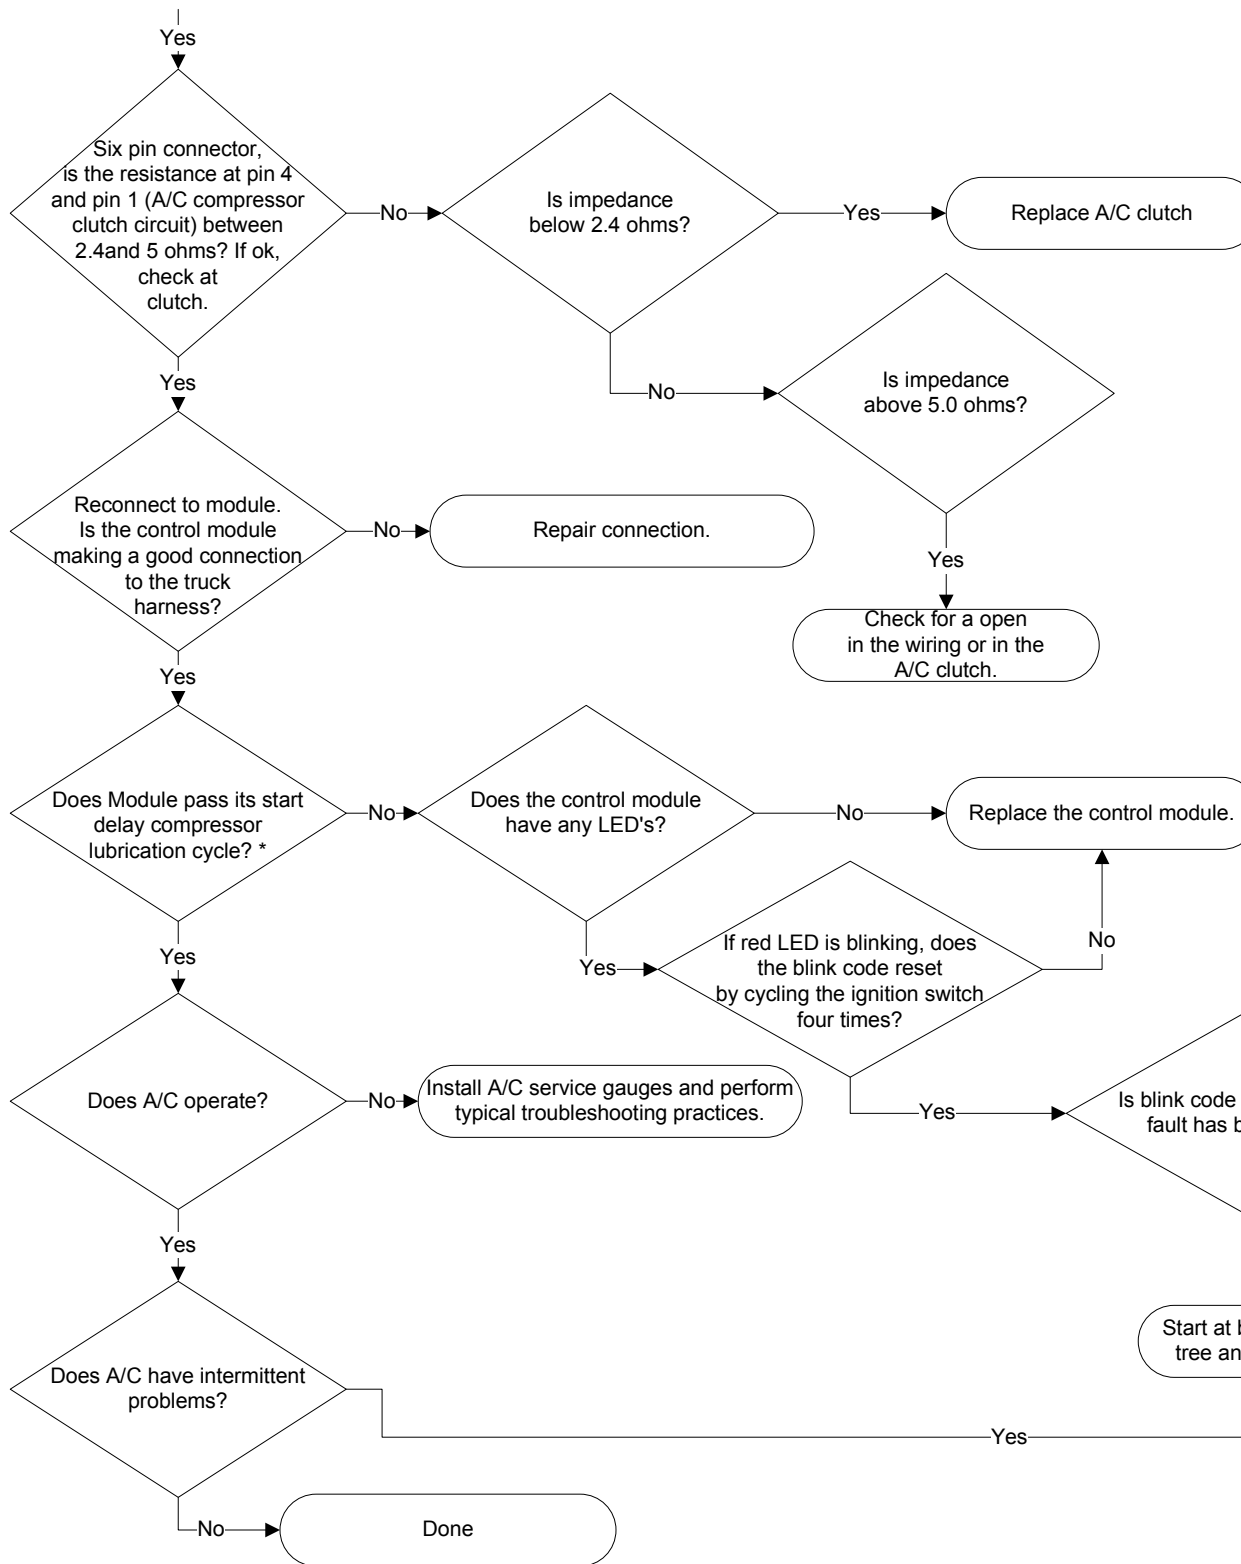 Yes
Six pin connector,
is the resistance at pin 4
and pin 1 (A/C compressor
clutch circuit) between
2.4and 5 ohms? If ok,
check at
clutch.
No
Is impedance
below 2.4 ohms?
Yes
Replace A/C clutch
Yes
No
Is impedance
above 5.0 ohms?
Reconnect to module.
Is the control module
making a good connection
to the truck
harness?
No
Repair connection.
Yes
Check for a open
in the wiring or in the
A/C clutch.
Yes
Does Module pass its start
delay compressor
lubrication cycle? *
No
Does the control module
have any LED's?
No
Replace the control module.
Yes
Yes
If red LED is blinking, does
the blink code reset
by cycling the ignition switch
four times?
No
Does A/C operate?
No
Install A/C service gauges and perform
typical troubleshooting practices.
Yes
Is blink code
fault has
Yes
Start at
tree
Does A/C have intermittent
problems?
Yes
No
Done